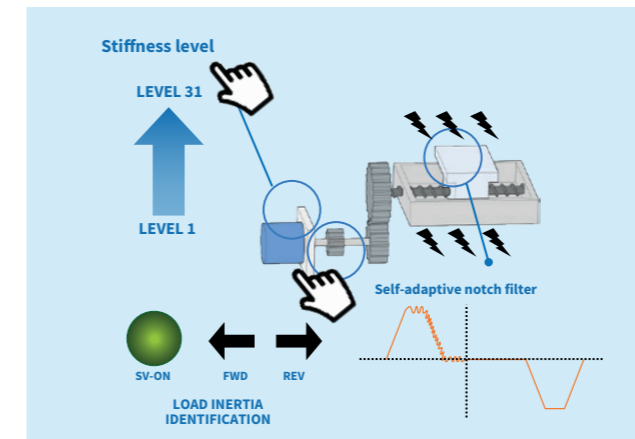 Stiffness level
LEVEL 31
LEVEL 1
Self-adaptive notch filter
SV-ON
FWD
REV
LOAD INERTIA
IDENTIFICATION